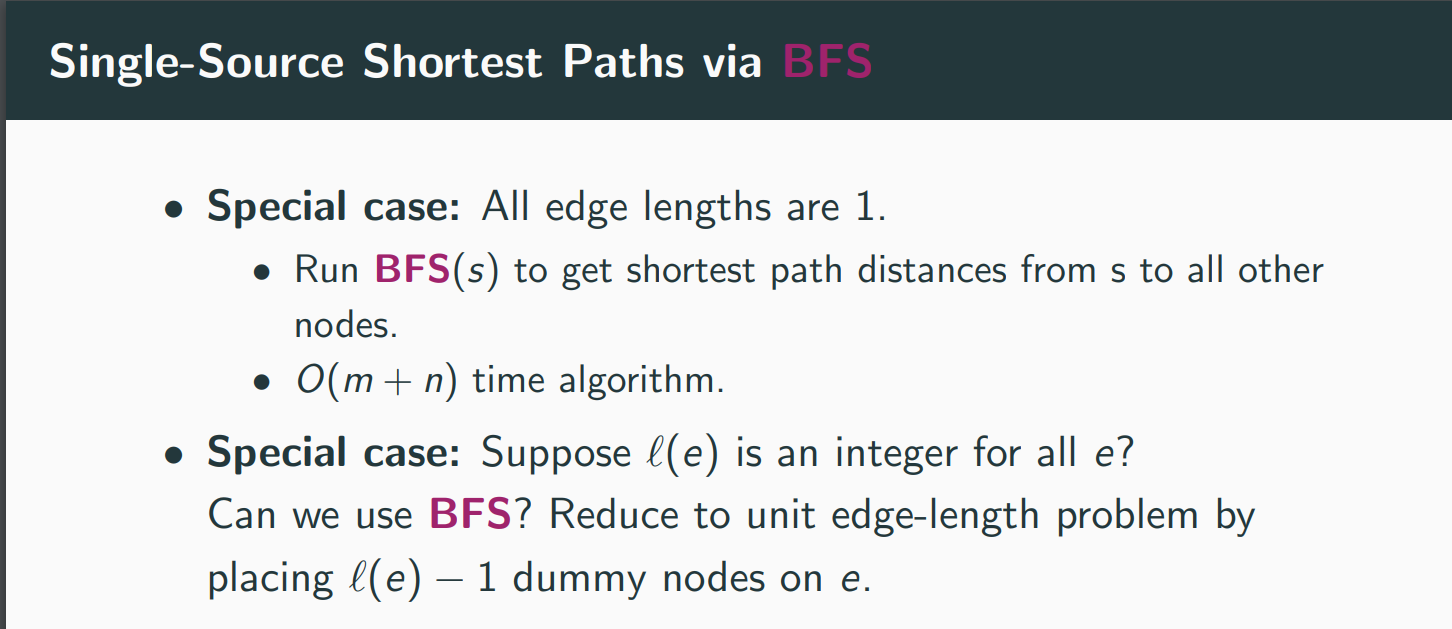 Single-Source Shortest Paths via BFS
• Special case: All edge lengths are 1.
• Run BFS(s) to get shortest path distances from s to all other
nodes.
• O(m + n) time algorithm.
• Special case: Suppose ℓ(e) is an integer for all e?
Can we use BFS? Reduce to unit edge-length problem by
placing ℓ(e) − 1 dummy nodes on e.